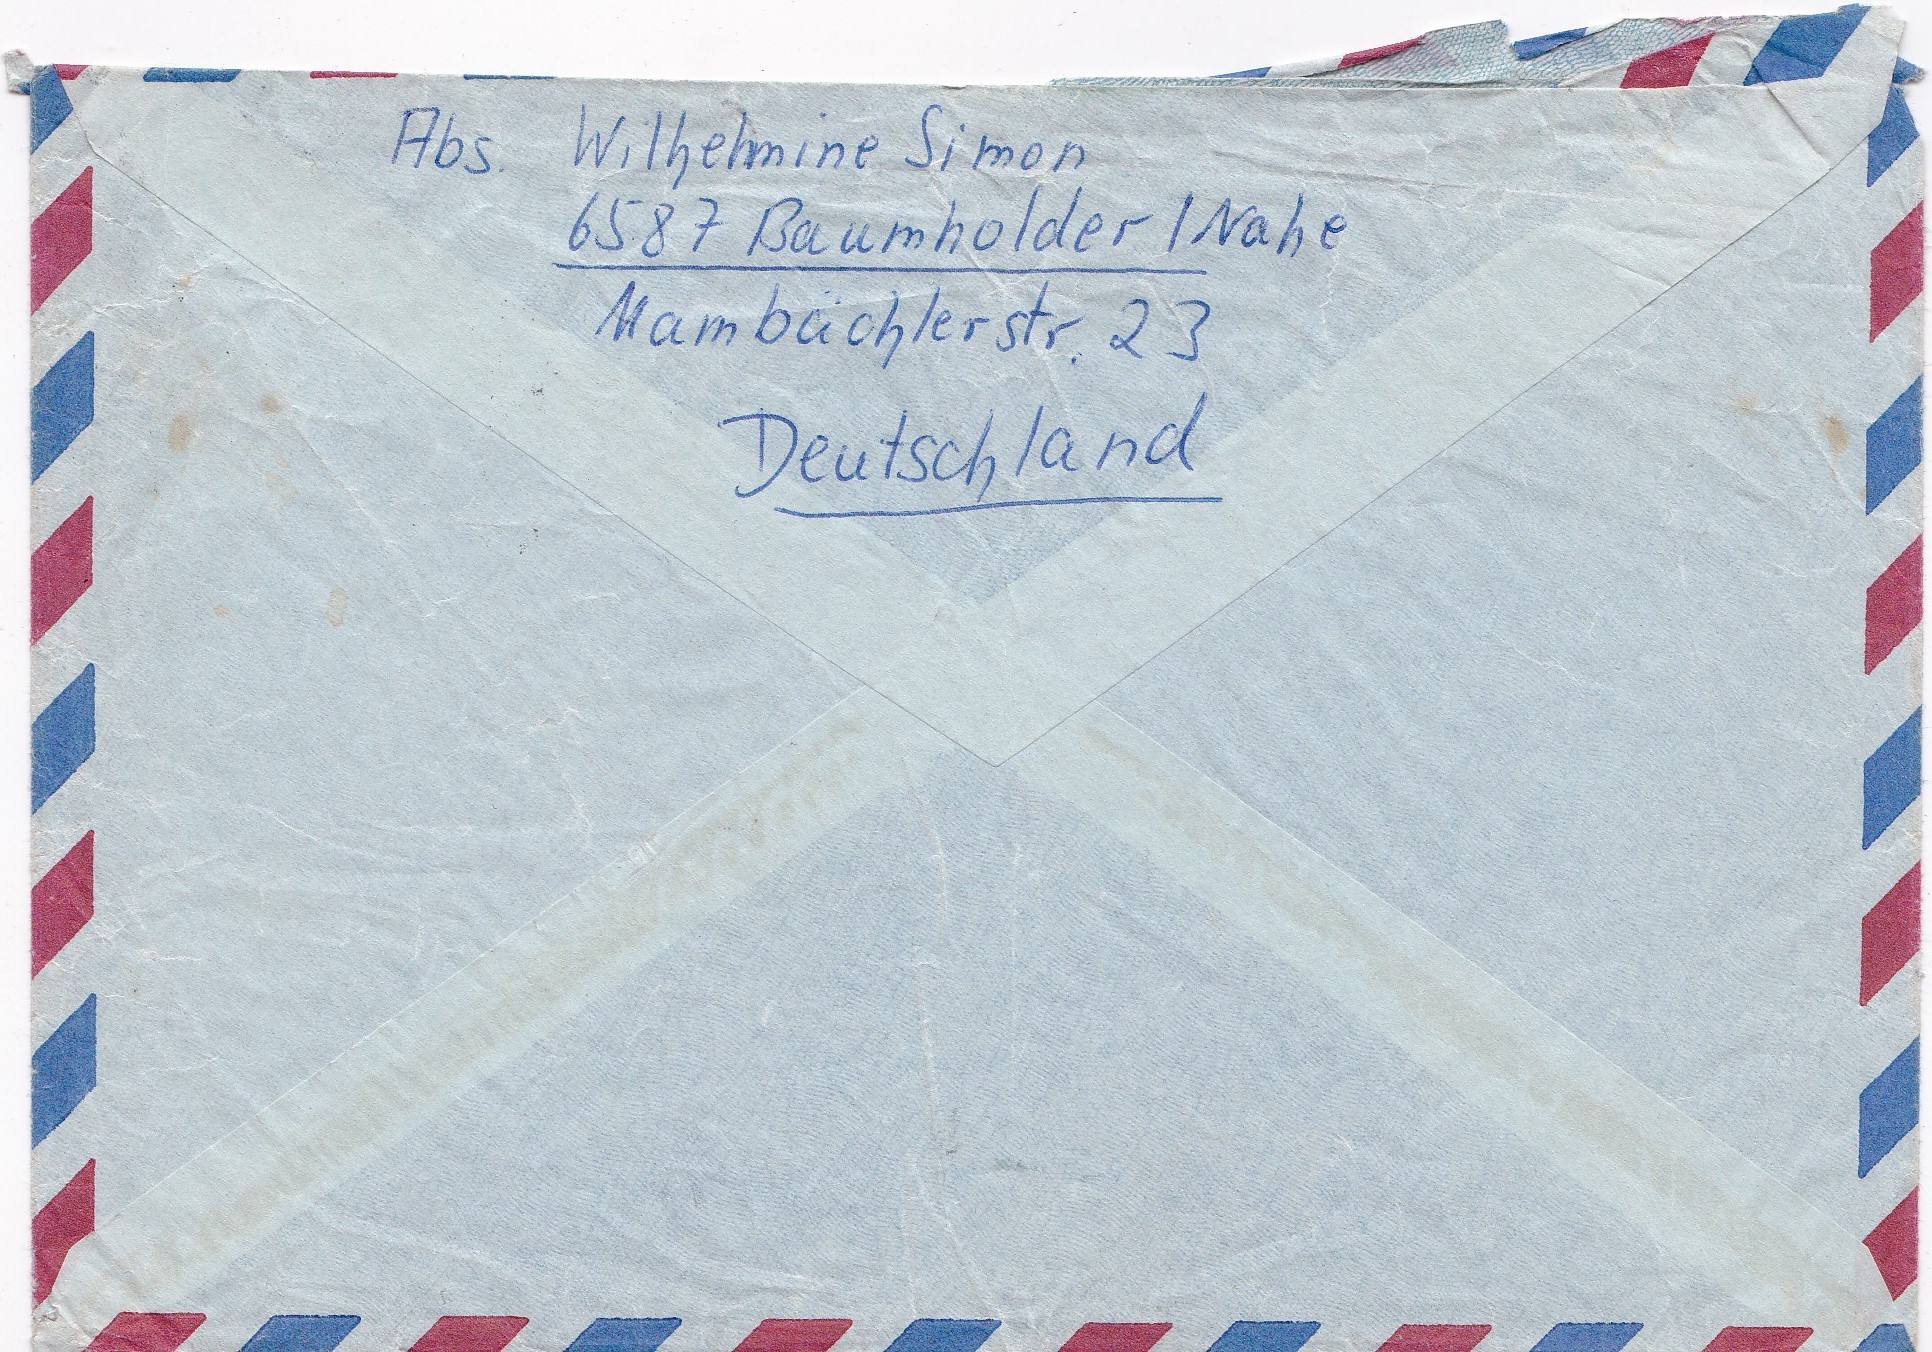 Abs. Wilhelmine Simon
6587 Baumholder / Nahe
Mambächlerstr. 23
Deutschland